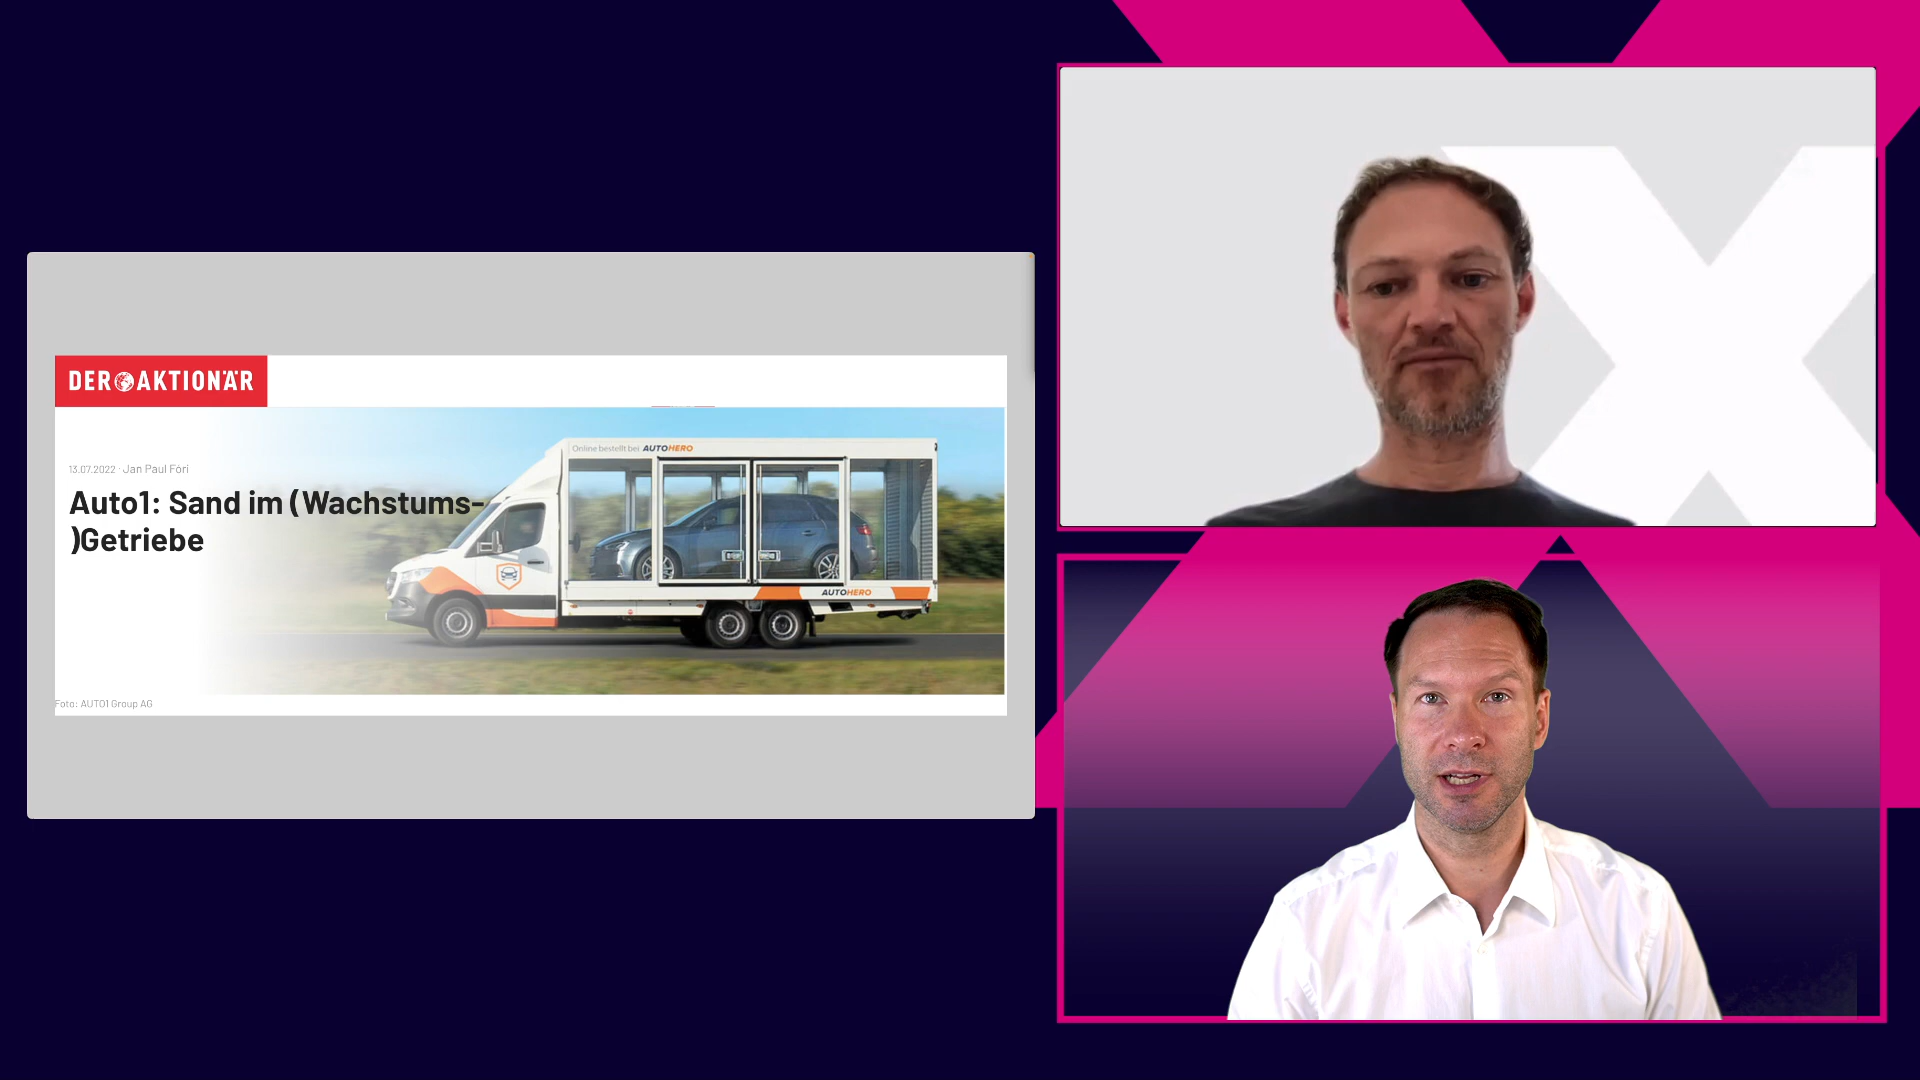 DER AKTIONÄR
13.07.2022 · Jan Paul Fóri
Auto1: Sand im (Wachstums-
)Getriebe
Online bestellt bei AUTOHERO
AUTOHERO
Foto: AUTO1 Group AG